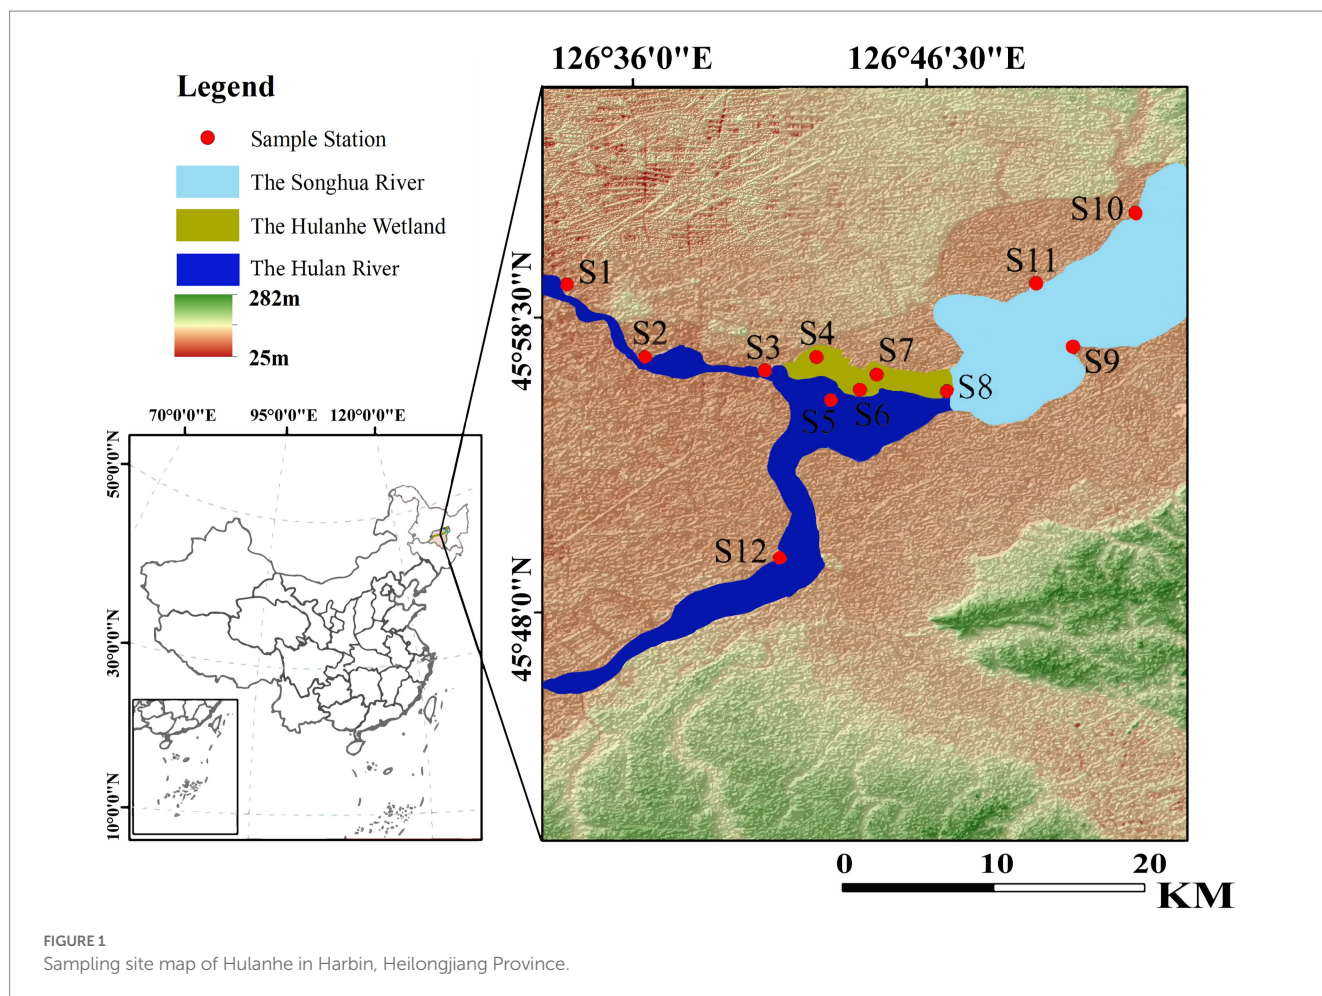 126°36'0"E
126°46'30"E
Legend
Sample Station
The Songhua River
The Hulanhe Wetland
The Hulan River
282m
25m
45°58'30"N
45°48'0"N
S1
S2
S3
S4
S5
S6
S7
S8
S9
S10
S11
S12
70°0'0"E
95°0'0"E
120°0'0"E
50°0'0"N
30°0'0"N
10°0'0"N
0
10
20
KM
FIGURE 1
Sampling site map of Hulanhe in Harbin, Heilongjiang Province.